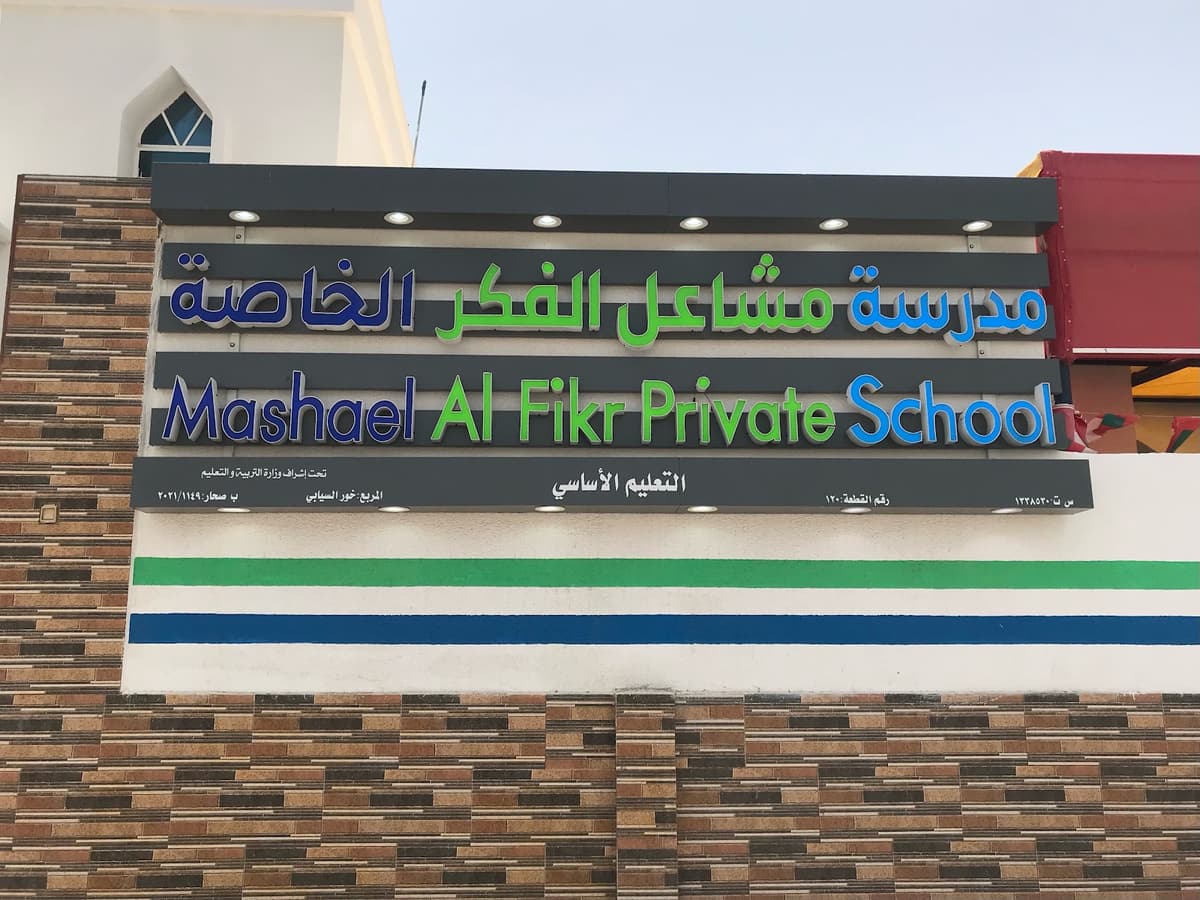 مدرسة مشاعل الفكر الخاصة
Mashael Al Fikr Private School
تحت إشراف وزارة التربية و التعليم
س ت: ١٣٣٨٥٣٠ رقم القطعة: ١٢٠ التعليم الأساسي المربع: خور السيابي ب صحار: ٢٠٢١/١١٤٩